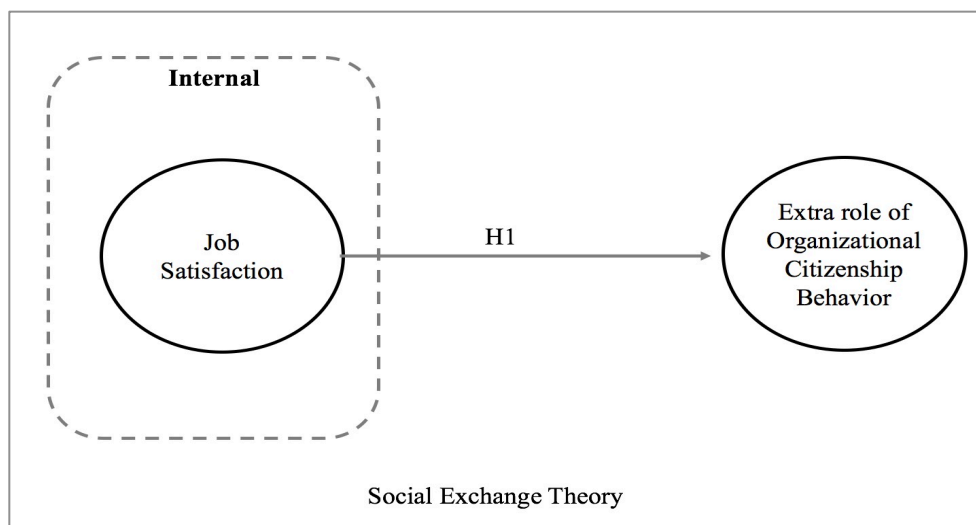 Internal
Job
Satisfaction
H1
Extra role of
Organizational
Citizenship
Behavior
Social Exchange Theory